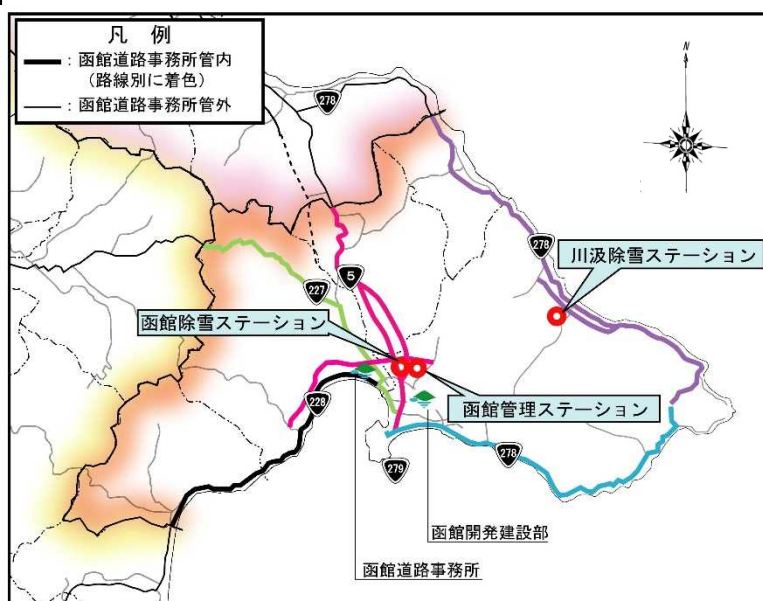 凡 例
:函館道路事務所管内
(路線別に着色)
:函館道路事務所管外
N
278
278
川汲除雪ステーション
5
227
函館除雪ステーション
228
函館管理ステーション
278
279
函館開発建設部
函館道路事務所